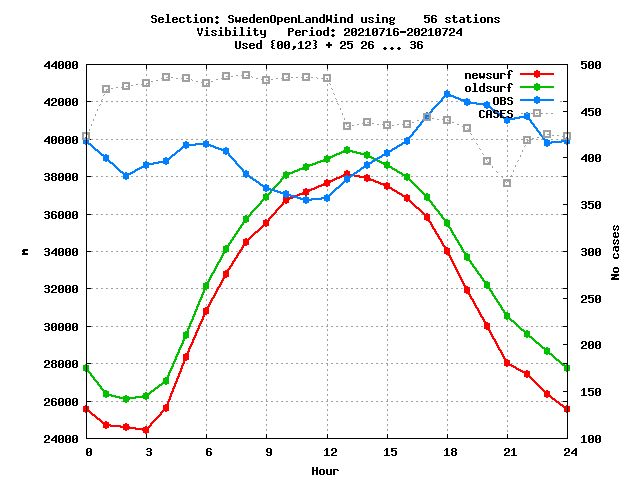 Selection: SwedenOpenLandWind using    56 stations
Visibility   Period: 20210716-20210724
Used {00,12} + 25 26 ... 36
44000
42000
40000
38000
36000
34000
32000
30000
28000
26000
24000
500
450
400
350
300
250
200
150
100
newsurf
oldsurf
OBS
CASES
m
No cases
0 3 6 9 12 15 18 21 24
Hour